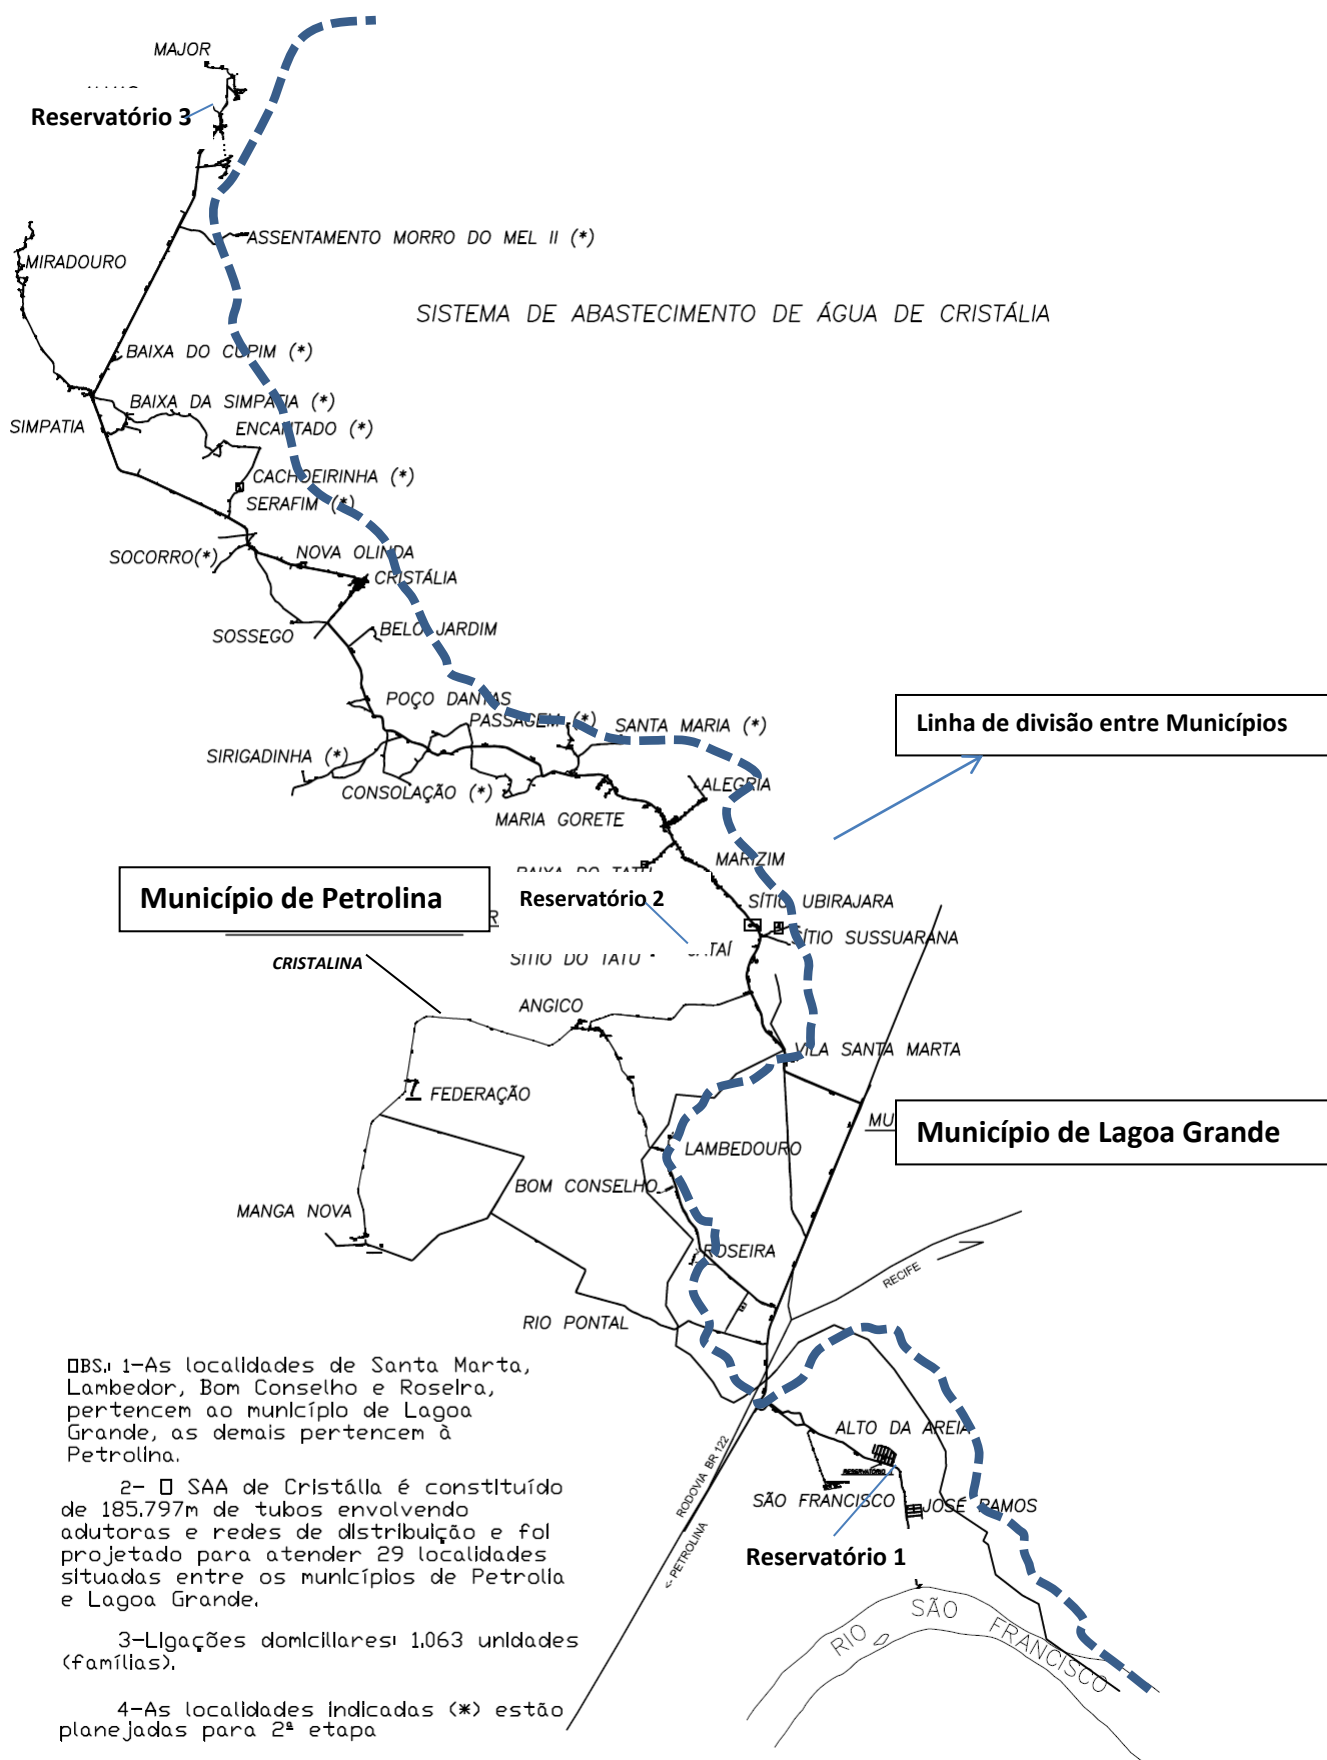 MAJOR
Reservatório 3
ASSENTAMENTO MORRO DO MEL II (*)
MIRADOURO
SISTEMA DE ABASTECIMENTO DE ÁGUA DE CRISTÁLIA
BAIXA DO CUPIM (*)
BAIXA DA SIMPATIA (*)
SIMPATIA
ENCANTADO (*)
CACHOEIRINHA (*)
SERAFIM (*)
SOCORRO(*)
NOVA OLINDA
CRISTÁLIA
SOSSEGO
BELO JARDIM
POÇO DANTAS
PASSAGEM (*)
SANTA MARIA (*)
Linha de divisão entre Municípios
SIRIGADINHA (*)
CONSOLAÇÃO (*)
ALEGRIA
MARIA GORETE
MARIZIM
BAIXA DO TATU
Município de Petrolina
R
Reservatório 2
SÍTIO UBIRAJARA
SÍTIO SUSSUARANA
CRISTALINA
SÍTIO DO TATU
ANGICO
VILA SANTA MARTA
FEDERAÇÃO
MU
Município de Lagoa Grande
LAMBEDOURO
BOM CONSELHO
MANGA NOVA
ROSEIRA
RECIFE
RIO PONTAL
OBS.: 1-As localidades de Santa Marta,
Lambedor, Bom Conselho e Roseira,
pertencem ao município de Lagoa
Grande, as demais pertencem à
Petrolina.
2- O SAA de Cristália é constituído
de 185.797m de tubos envolvendo
adutoras e redes de distribuição e foi
projetado para atender 29 localidades
situadas entre os municípios de Petrolia
e Lagoa Grande.
3-Ligações domiciliares: 1.063 unidades
(famílias).
4-As localidades indicadas (*) estão
planejadas para 2ª etapa
ALTO DA AREIA
RODOVIA BR 122
RESERVATÓRIO
SÃO FRANCISCO
JOSÉ RAMOS
<- PETROLINA
Reservatório 1
RIO SÃO FRANCISCO